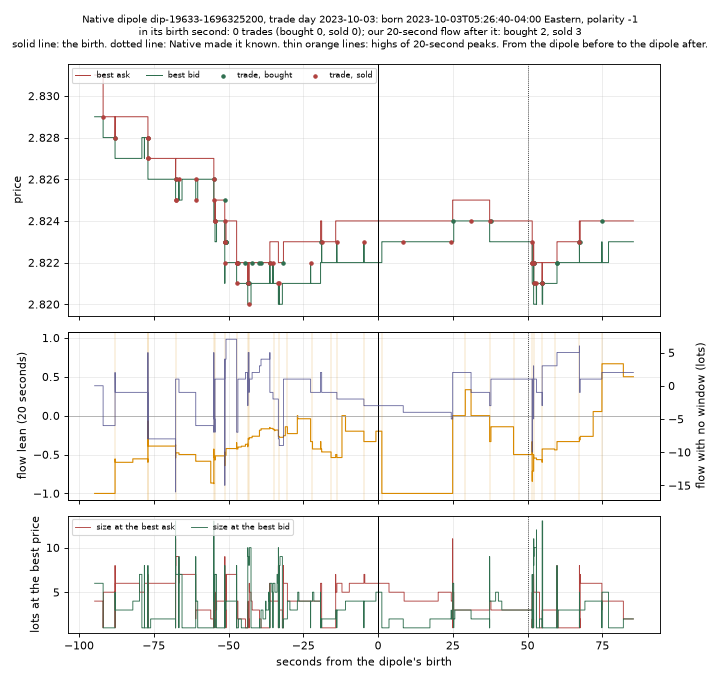 Native dipole dip-19633-1696325200, trade day 2023-10-03: born 2023-10-03T05:26:40-04:00 Eastern, polarity -1
in its birth second: 0 trades (bought 0, sold 0); our 20-second flow after it: bought 2, sold 3
solid line: the birth. dotted line: Native made it known. thin orange lines: highs of 20-second peaks. From the dipole before to the dipole after.
best ask
best bid
trade, bought
trade, sold
2.830
2.828
2.826
2.824
2.822
2.820
price
1.0
0.5
0.0
−0.5
−1.0
flow lean (20 seconds)
5
0
−5
−10
−15
flow with no window (lots)
size at the best ask
size at the best bid
10
5
lots at the best price
−100
−75
−50
−25
0
25
50
75
seconds from the dipole's birth